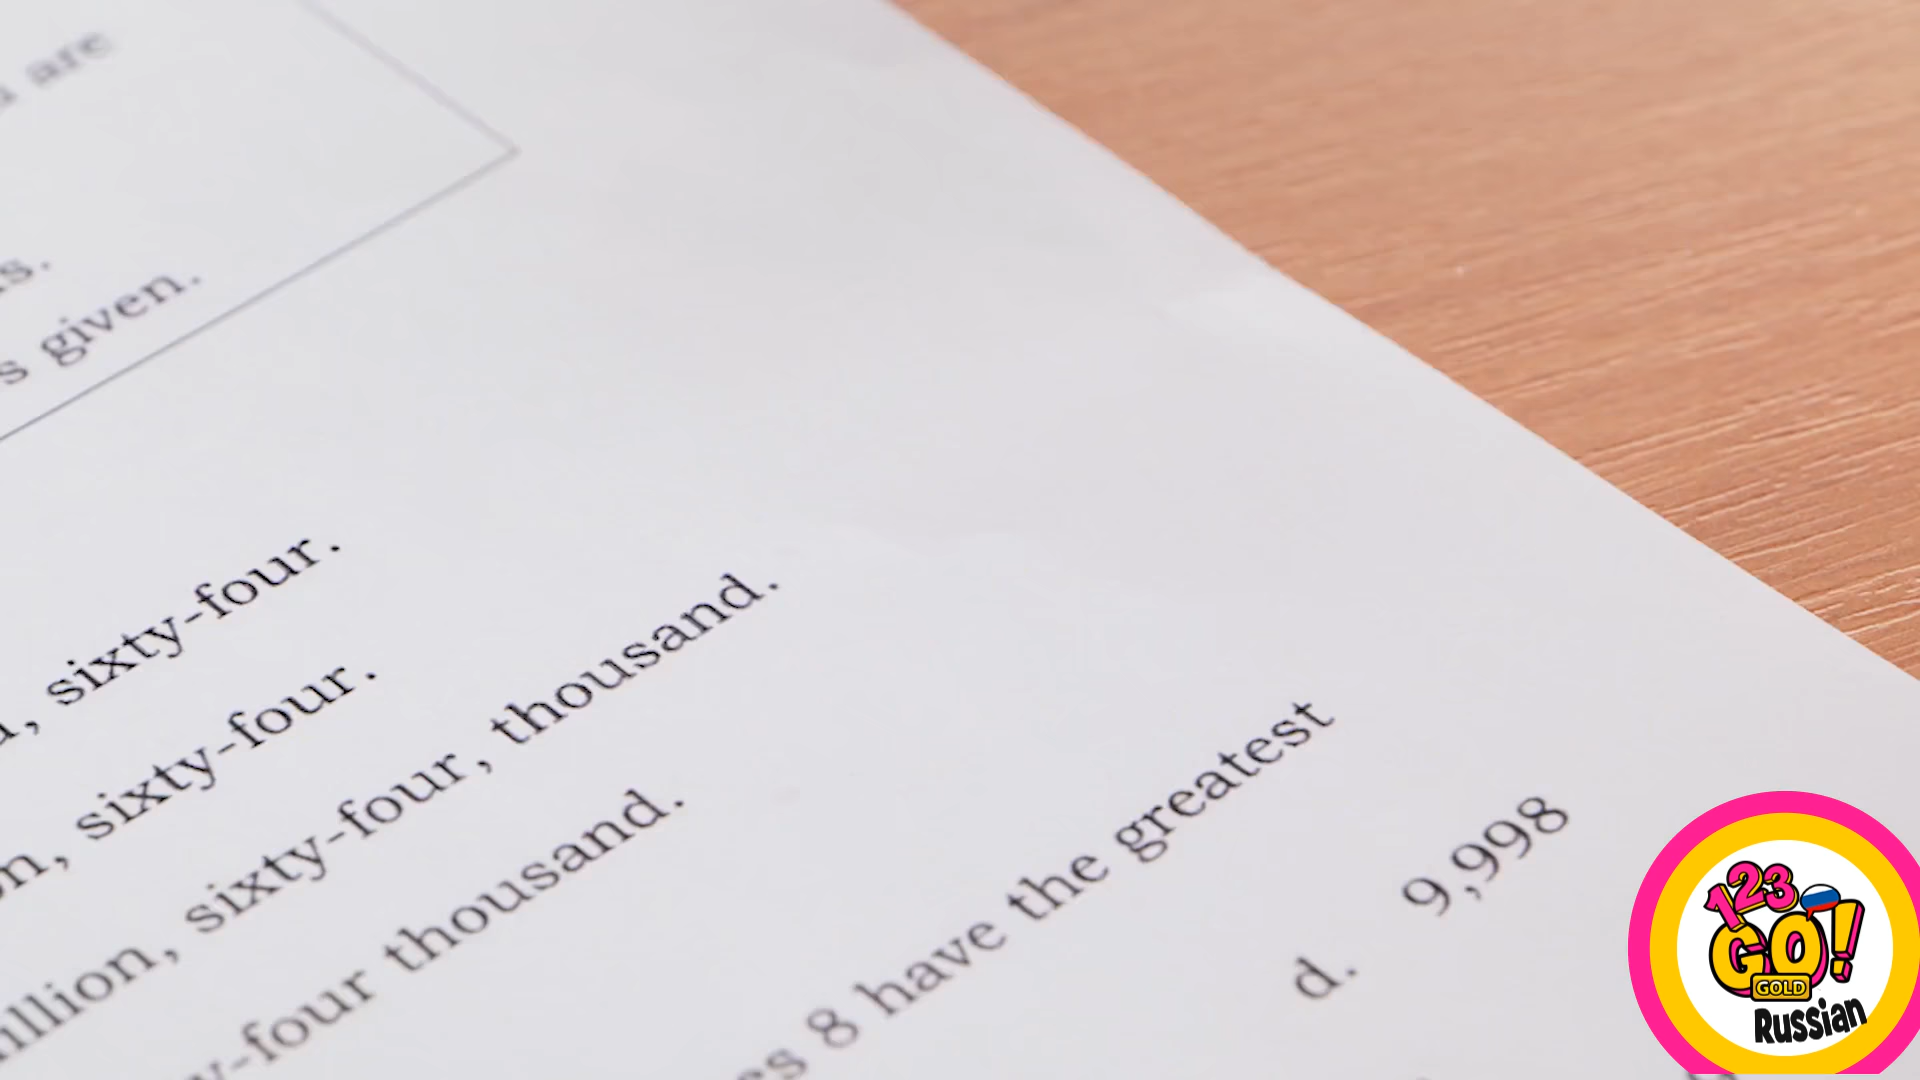 are
given.
, sixty-four.
, sixty-four.
illion, sixty-four, thousand.
y-four thousand.
8 have the greatest
d. 9,998
123
GO!
GOLD
Russian